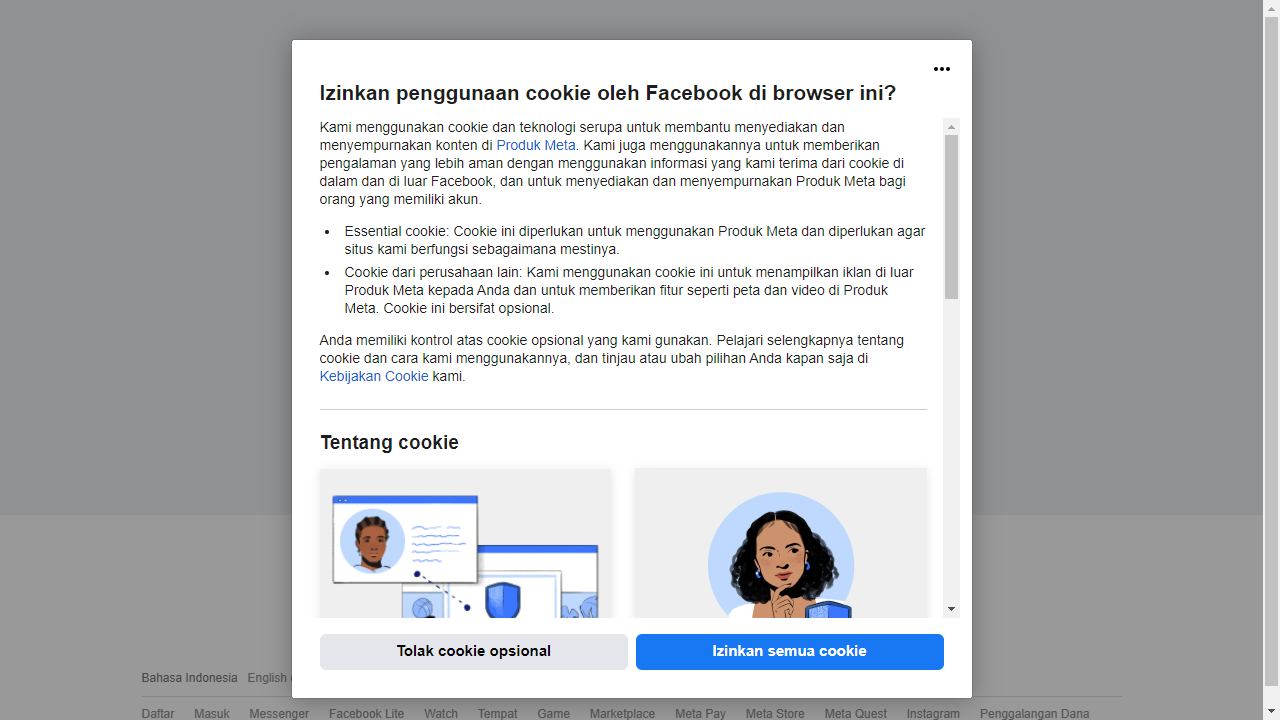 Izinkan penggunaan cookie oleh Facebook di browser ini?
Kami menggunakan cookie dan teknologi serupa untuk membantu menyediakan dan
menyempurnakan konten di Produk Meta. Kami juga menggunakannya untuk memberikan
pengalaman yang lebih aman dengan menggunakan informasi yang kami terima dari cookie di
dalam dan di luar Facebook, dan untuk menyediakan dan menyempurnakan Produk Meta bagi
orang yang memiliki akun.
• Essential cookie: Cookie ini diperlukan untuk menggunakan Produk Meta dan diperlukan agar
situs kami berfungsi sebagaimana mestinya.
• Cookie dari perusahaan lain: Kami menggunakan cookie ini untuk menampilkan iklan di luar
Produk Meta kepada Anda dan untuk memberikan fitur seperti peta dan video di Produk
Meta. Cookie ini bersifat opsional.
Anda memiliki kontrol atas cookie opsional yang kami gunakan. Pelajari selengkapnya tentang
cookie dan cara kami menggunakannya, dan tinjau atau ubah pilihan Anda kapan saja di
Kebijakan Cookie kami.
Tentang cookie
Tolak cookie opsional Izinkan semua cookie
Bahasa Indonesia English
Daftar Masuk Messenger Facebook Lite Watch Tempat Game Marketplace Meta Pay Meta Store Meta Quest Instagram Penggalangan Dana